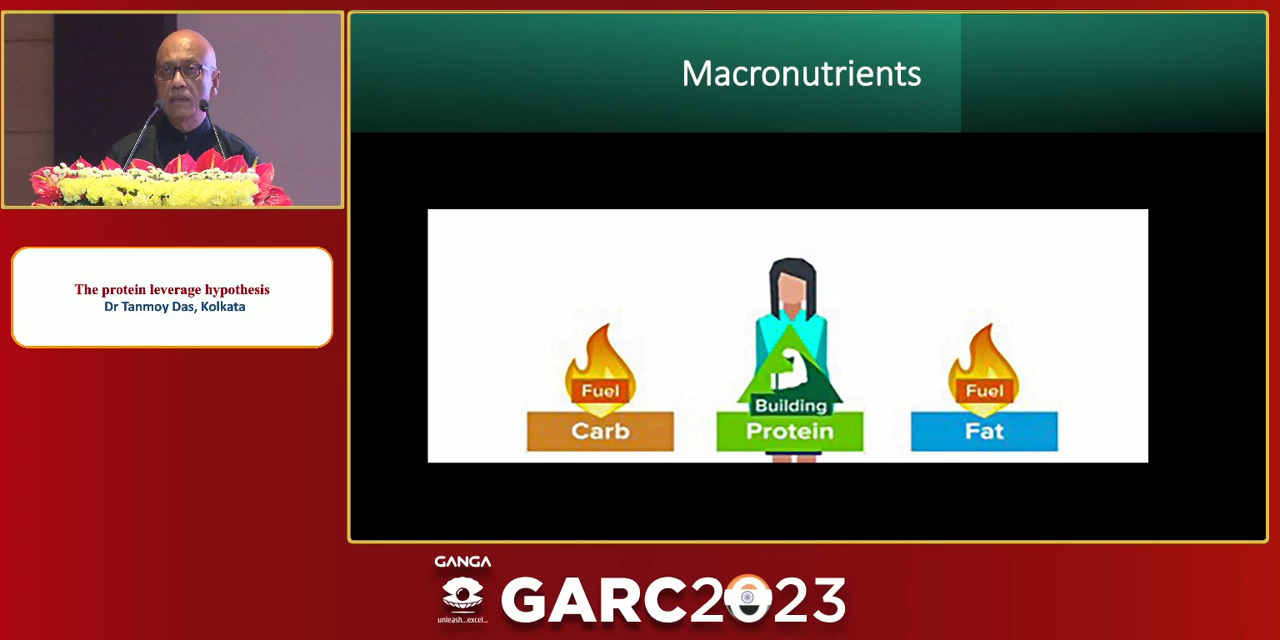 Macronutrients
The protein leverage hypothesis
Dr Tanmoy Das, Kolkata
Fuel
Carb
Building
Protein
Fuel
Fat
GANGA
unleash...excel...
GARC2023